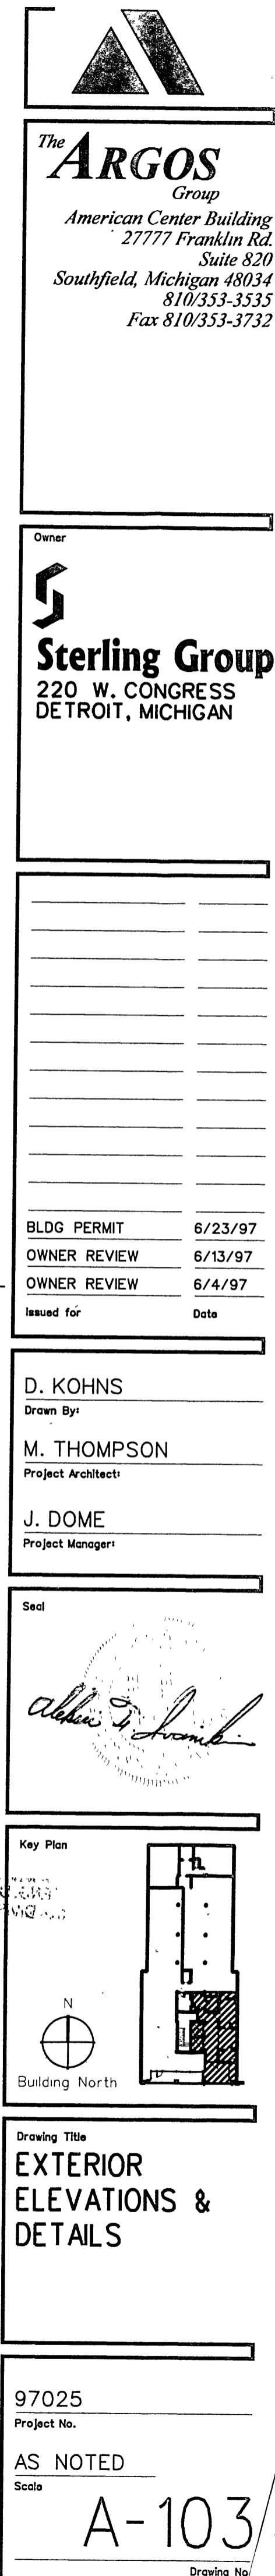 The ARGOS
Group
American Center Building
27777 Franklin Rd.
Suite 820
Southfield, Michigan 48034
810/353-3535
Fax 810/353-3732
Owner
Sterling Group
220 W. CONGRESS
DETROIT, MICHIGAN
BLDG PERMIT 6/23/97
OWNER REVIEW 6/13/97
OWNER REVIEW 6/4/97
Issued for Date
D. KOHNS
Drawn By:
M. THOMPSON
Project Architect:
J. DOME
Project Manager:
Seal
Key Plan
N
Building North
Drawing Title
EXTERIOR
ELEVATIONS &
DETAILS
97025
Project No.
AS NOTED
Scale
A-103
Drawing No